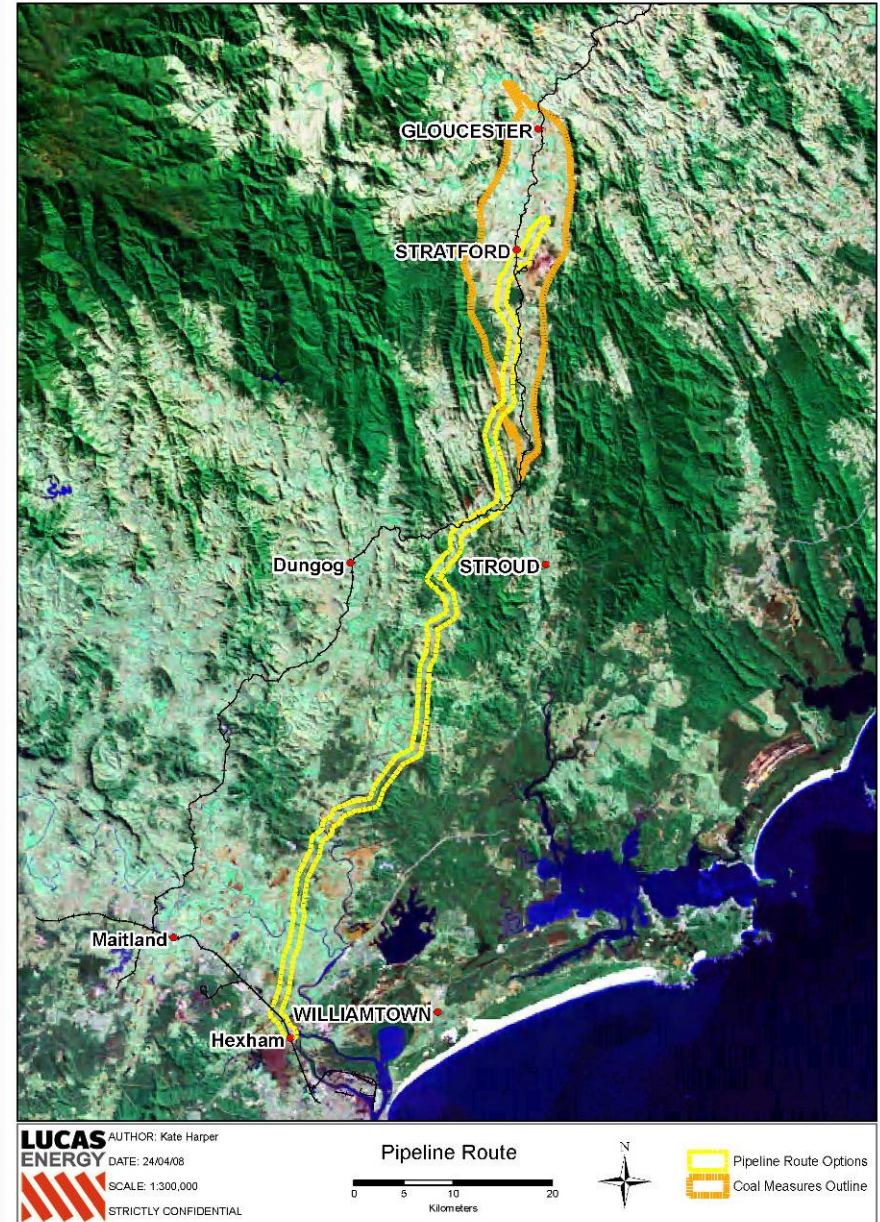 GLOUCESTER
STRATFORD
Dungog
STROUD
Maitland
WILLIAMTOWN
Hexham
LUCAS
ENERGY
AUTHOR: Kate Harper
DATE: 24/04/08
SCALE: 1:300,000
STRICTLY CONFIDENTIAL
Pipeline Route
0 5 10 20
Kilometers
N
Pipeline Route Options
Coal Measures Outline